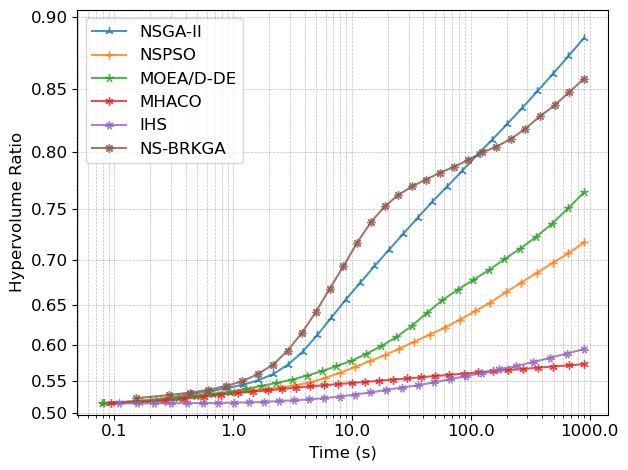 0.90
0.85
0.80
0.75
0.70
0.65
0.60
0.55
0.50
Hypervolume Ratio
NSGA-II
NSPSO
MOEA/D-DE
MHACO
IHS
NS-BRKGA
0.1 1.0 10.0 100.0 1000.0
Time (s)